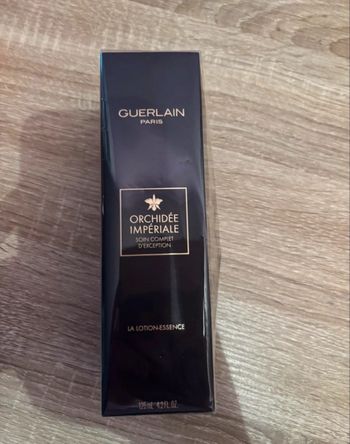 GUERLAIN
PARIS
ORCHIDÉE
IMPÉRIALE
SOIN COMPLET
D'EXCEPTION
LA LOTION-ESSENCE
125 mL 4.2 FL. OZ.